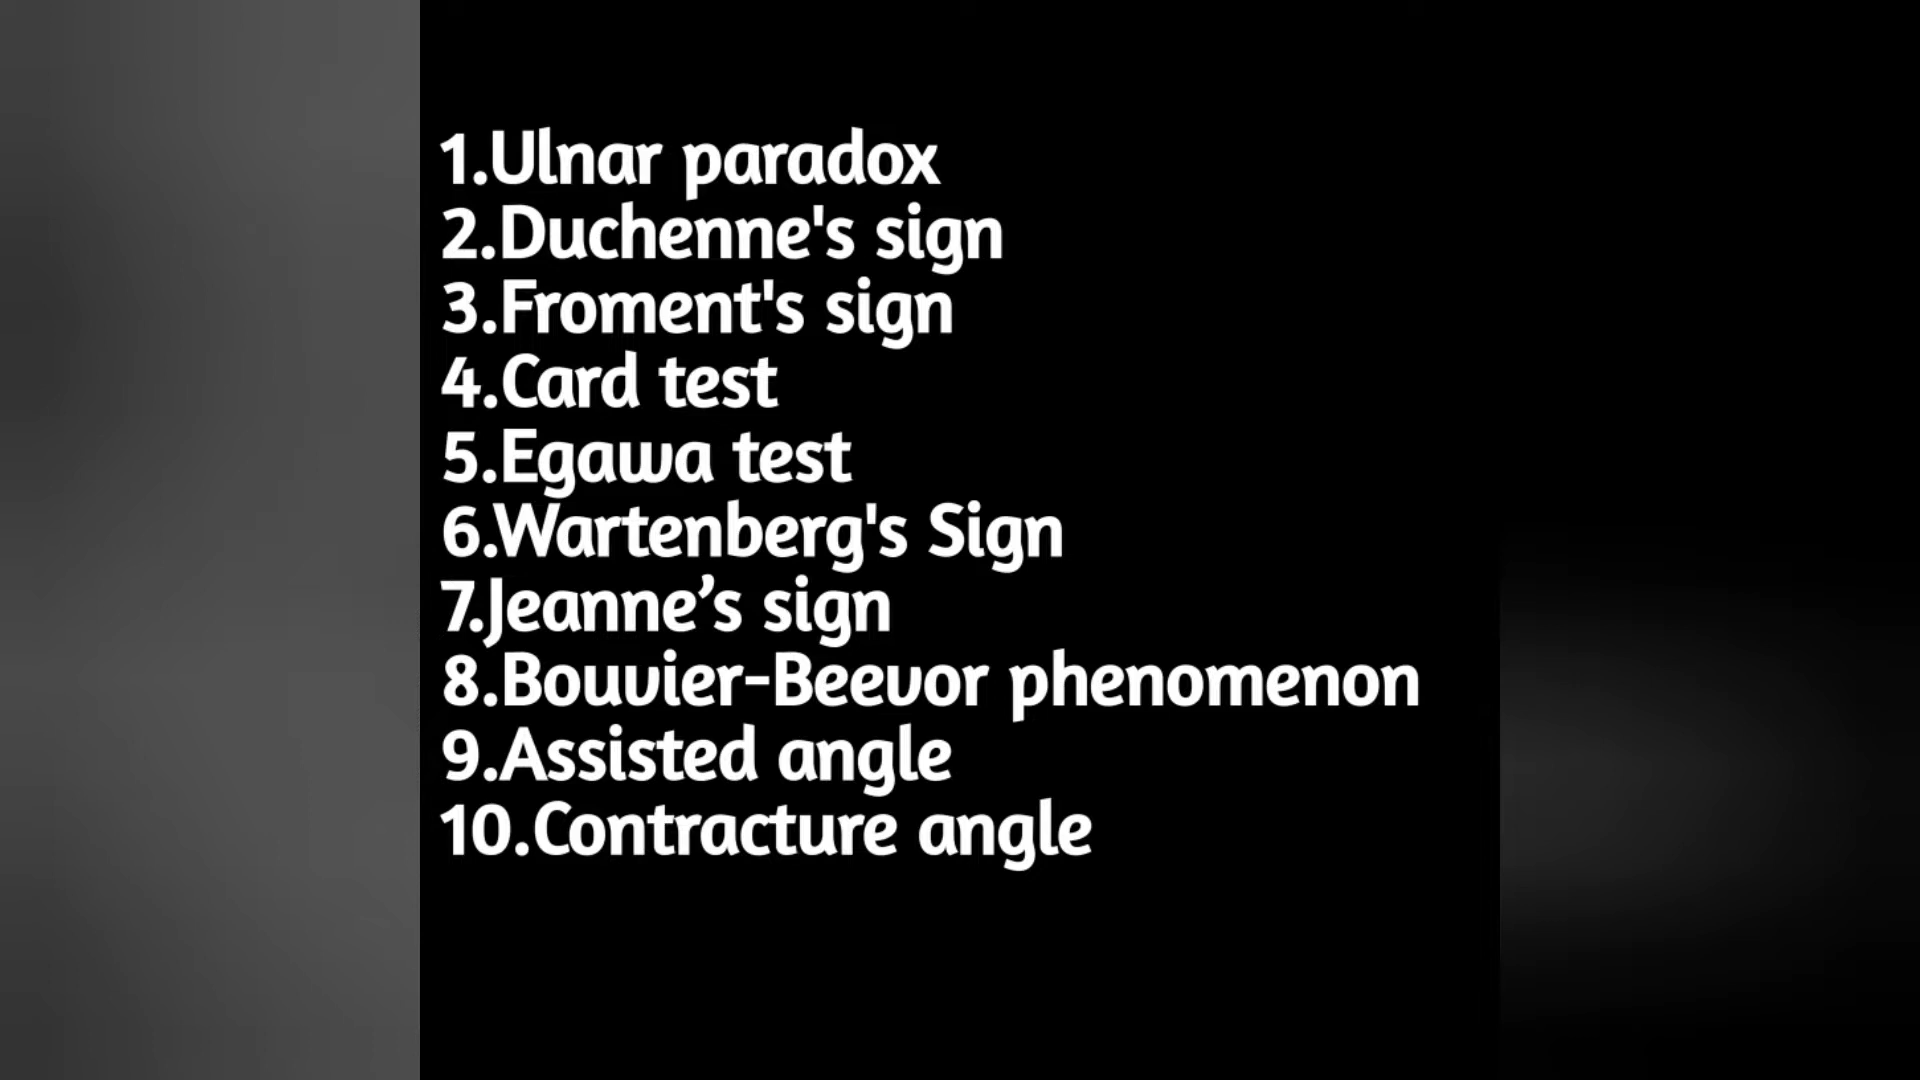 1.Ulnar paradox
2.Duchenne's sign
3.Froment's sign
4.Card test
5.Egawa test
6.Wartenberg's Sign
7.Jeanne’s sign
8.Bouvier-Beevor phenomenon
9.Assisted angle
10.Contracture angle